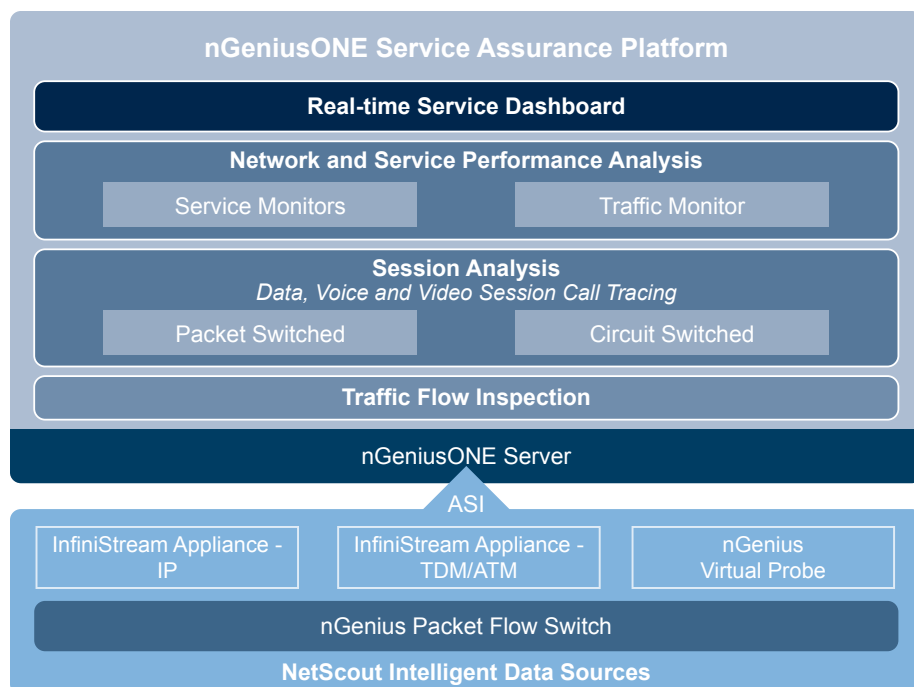 nGeniusONE Service Assurance Platform
Real-time Service Dashboard
Network and Service Performance Analysis
Service Monitors
Traffic Monitor
Session Analysis
Data, Voice and Video Session Call Tracing
Packet Switched
Circuit Switched
Traffic Flow Inspection
nGeniusONE Server
ASI
InfiniStream Appliance -
IP
InfiniStream Appliance -
TDM/ATM
nGenius
Virtual Probe
nGenius Packet Flow Switch
NetScout Intelligent Data Sources